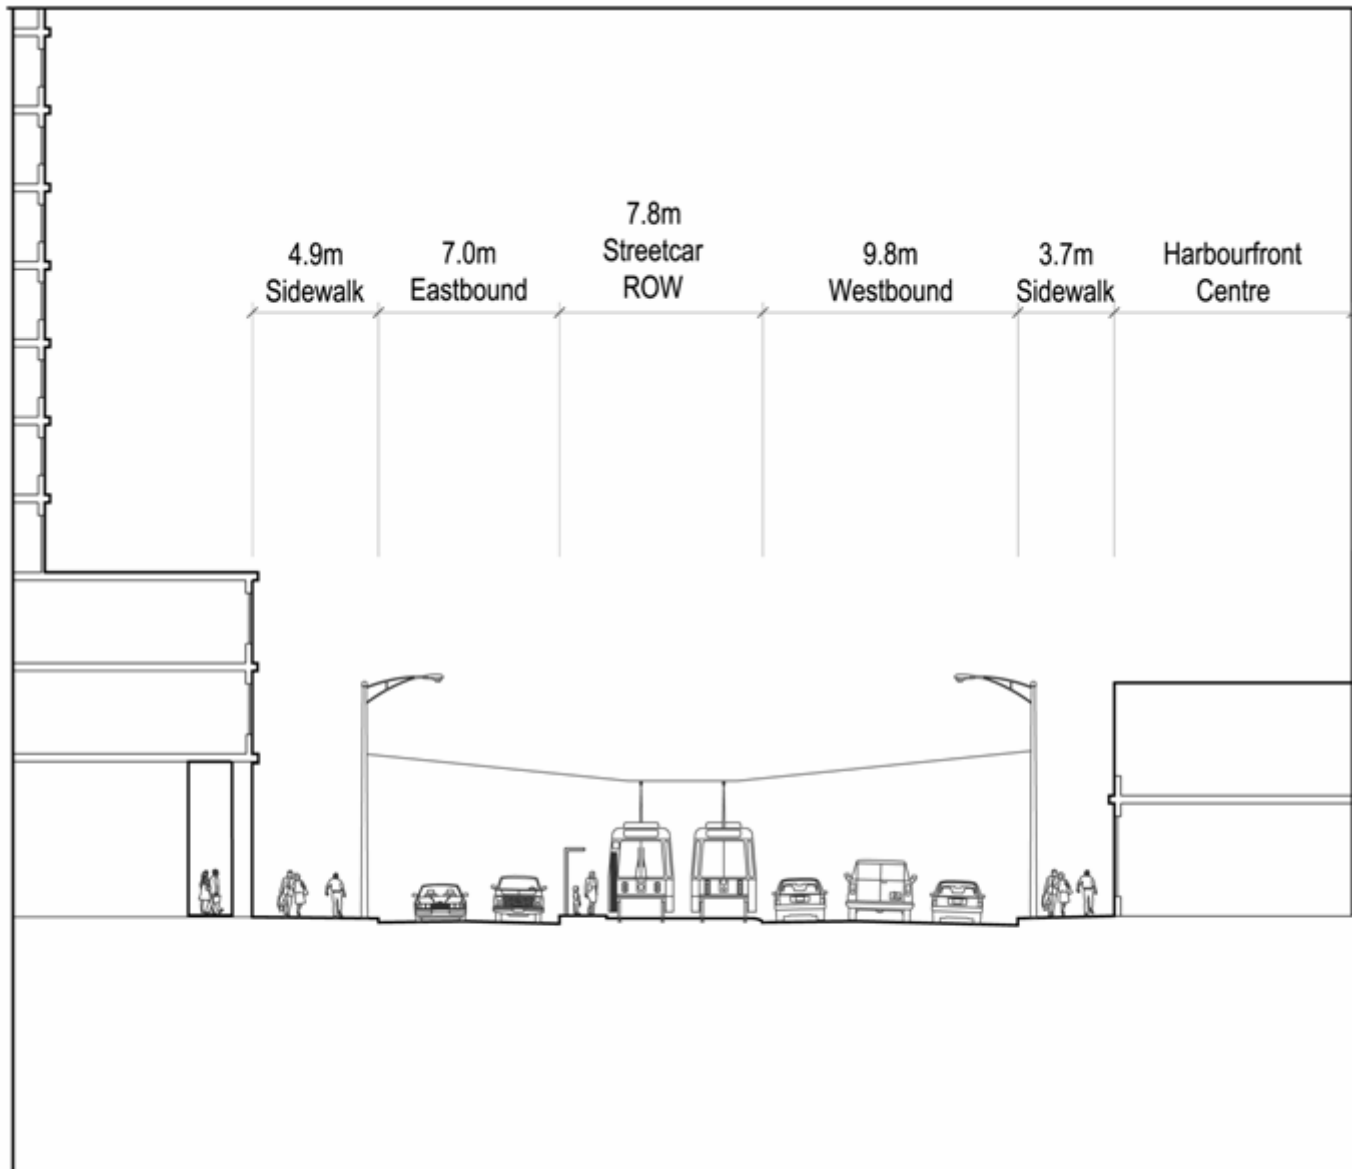 4.9m
Sidewalk
7.0m
Eastbound
7.8m
Streetcar
ROW
9.8m
Westbound
3.7m
Sidewalk
Harbourfront
Centre